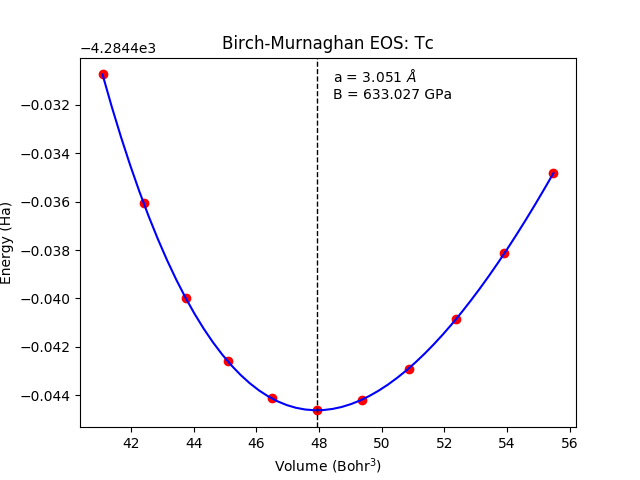 Birch-Murnaghan EOS: Tc
−4.2844e3
a = 3.051 Å
B = 633.027 GPa
−0.032
−0.034
−0.036
−0.038
−0.040
−0.042
−0.044
Energy (Ha)
42
44
46
48
50
52
54
56
Volume (Bohr³)